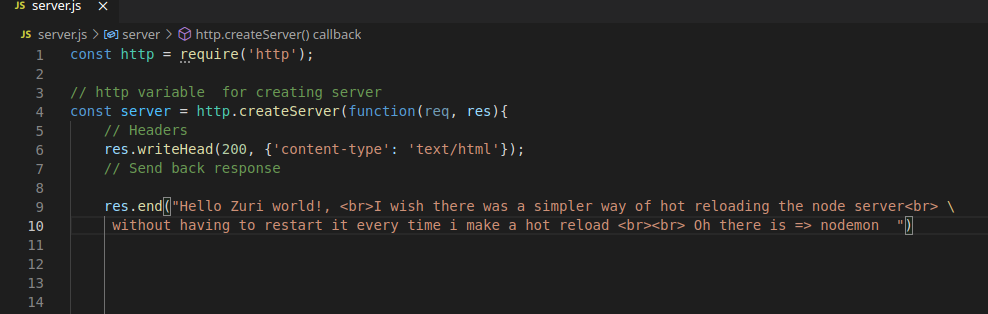 JS server.js ×
JS server.js > server > http.createServer() callback
1 const http = require('http');
2
3 // http variable  for creating server
4 const server = http.createServer(function(req, res){
5     // Headers
6     res.writeHead(200, {'content-type': 'text/html'});
7     // Send back response
8
9     res.end("Hello Zuri world!, <br>I wish there was a simpler way of hot reloading the node server<br> \
10      without having to restart it every time i make a hot reload <br><br> Oh there is => nodemon  ")
11
12
13
14